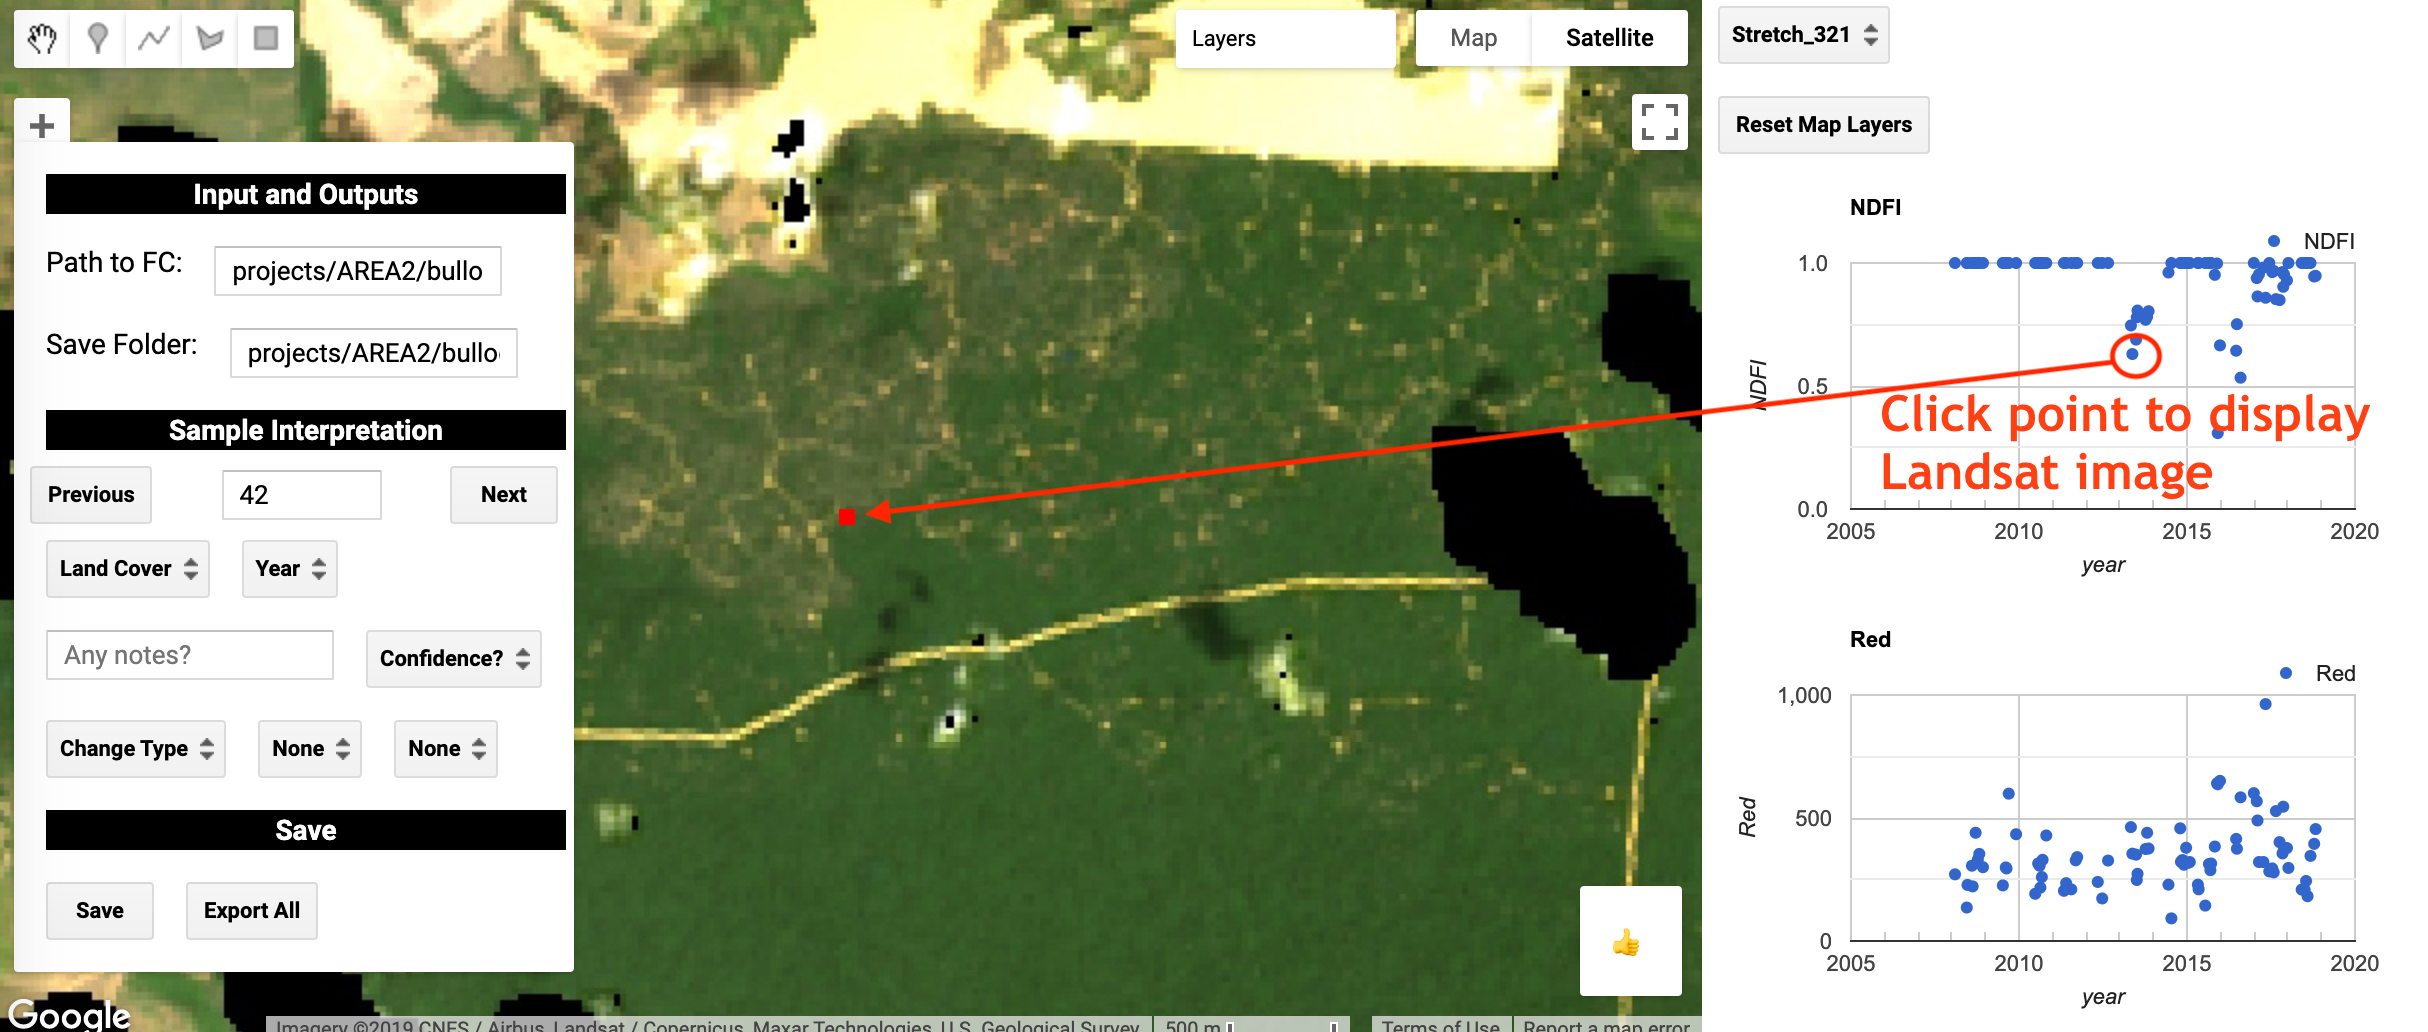 Layers
Map
Satellite
Stretch_321
Reset Map Layers
Input and Outputs
Path to FC:
projects/AREA2/bullo
Save Folder:
projects/AREA2/bullo
Sample Interpretation
Previous
42
Next
Land Cover
Year
Any notes?
Confidence?
Change Type
None
None
Save
Save
Export All
Google
Imagery ©2019 CNES / Airbus, Landsat / Copernicus, Maxar Technologies, U.S. Geological Survey
500 m
Terms of Use
Report a map error
NDFI
NDFI
1.0
0.5
0.0
NDFI
2005
2010
2015
2020
year
Click point to display
Landsat image
Red
Red
1,000
500
0
Red
2005
2010
2015
2020
year